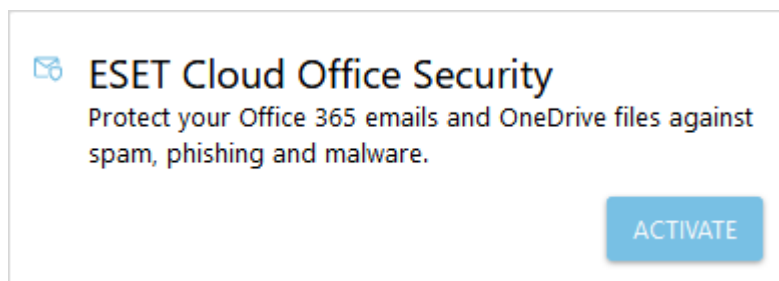 ESET Cloud Office Security
Protect your Office 365 emails and OneDrive files against
spam, phishing and malware.
ACTIVATE